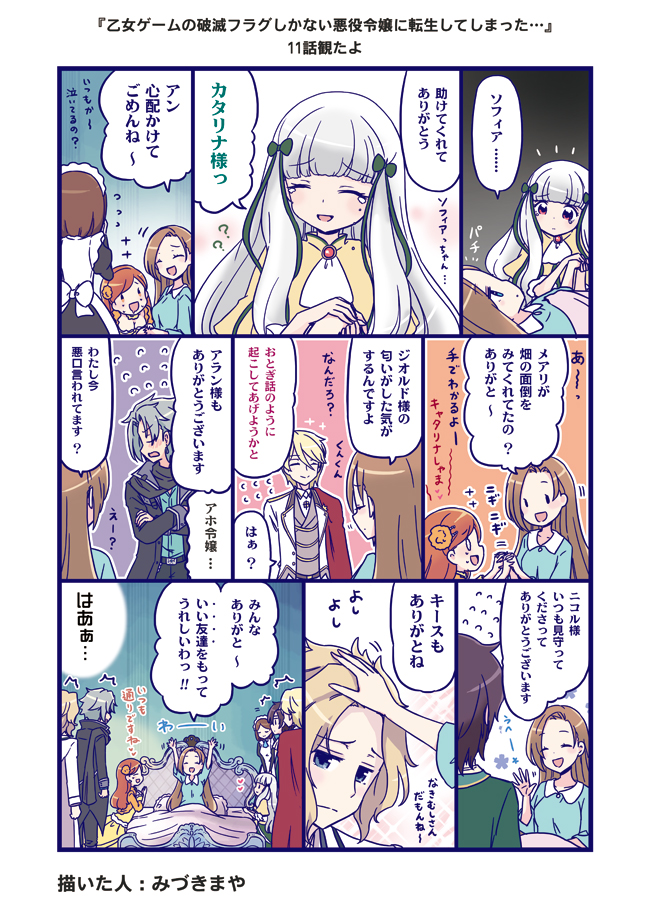 『乙女ゲームの破滅フラグしかない悪役令嬢に転生してしまった…』
11話観たよ
ソフィア……
パチ
助けてくれて
ありがとう
ソフィアっちゃん…
カタリナ様っ
？
アン
心配かけて
ごめんね～
いつもか～
泣いてるの？
っっっ
あ～っ
メアリが
畑の面倒を
みてくれてたの？
ありがと～
手でわかるよー
キャタリナしゃま
ニギ
ニギ
ジオルド様の
匂いがした気が
するんですよ
くんくん
なんだろ？
おとぎ話のように
起こしてあげようかと
はぁ？
アラン様も
ありがとうございます
アホ令嬢…
えー？
わたし今
悪口言われてます？
ニコル様
いつも見守って
くださって
ありがとうございます
うへーぁ
キースも
ありがとね
よし
よし
なきむしさん
だもんね～
みんな
ありがと～
いい友達をもって
うれしいわっ!!
わーい
いつも
通りですね
はあぁ…
描いた人：みづきまや